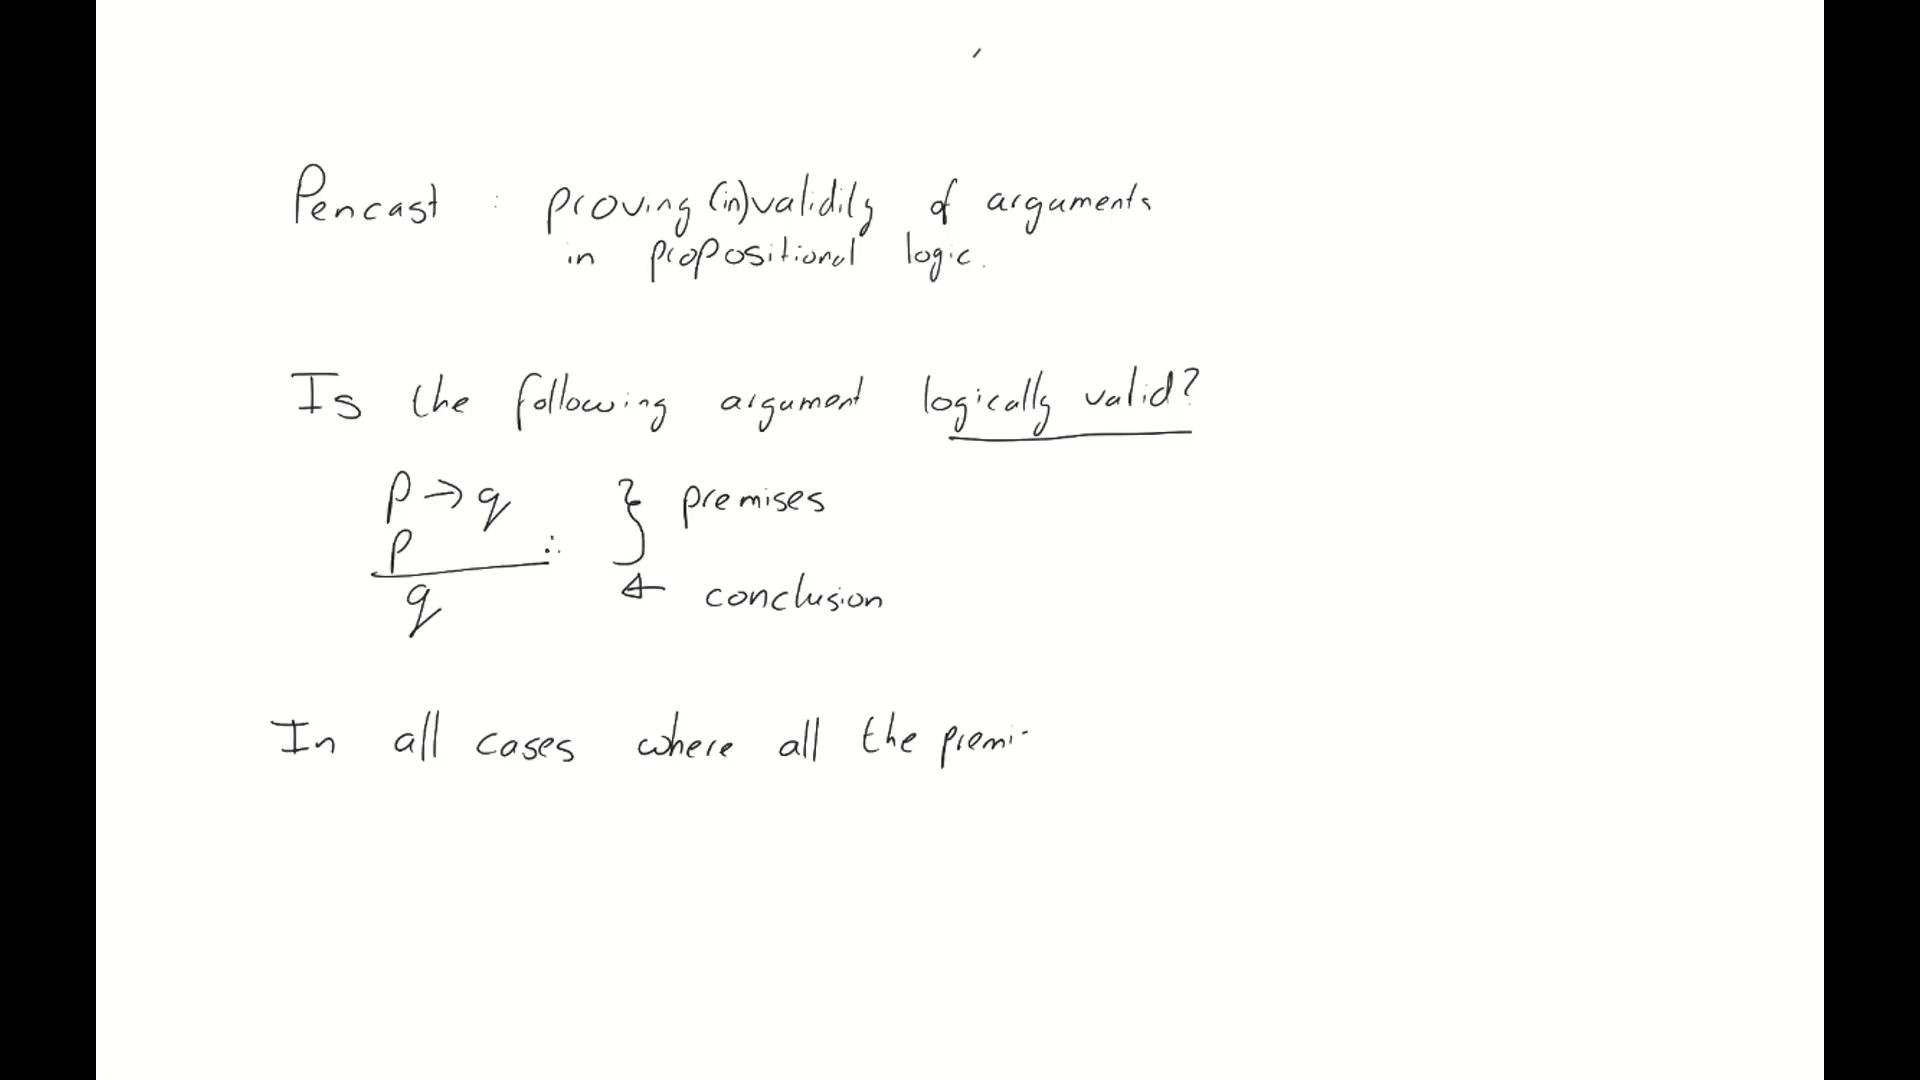 Pencast : proving (in)validity of arguments
in propositional logic.
Is the following argument logically valid?
p → q } premises
p ∴
q ← conclusion
In all cases where all the premi